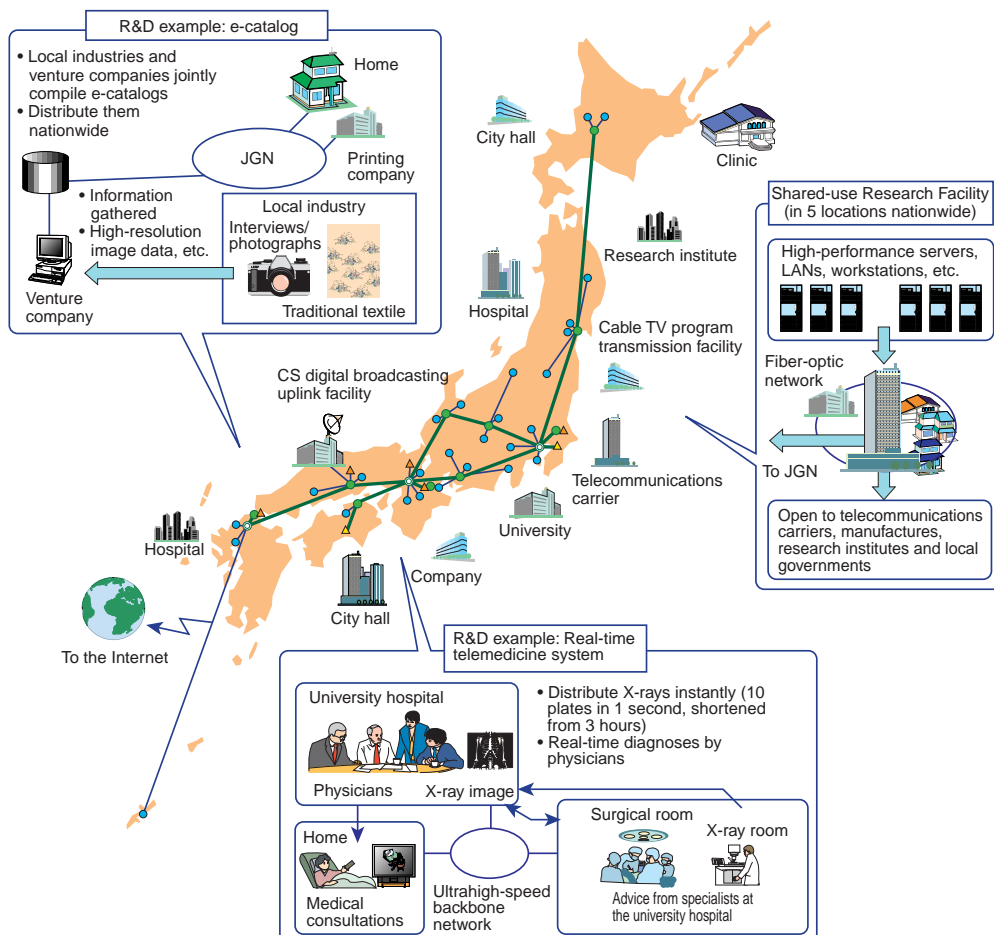 R&D example: e-catalog
• Local industries and
venture companies jointly
compile e-catalogs
• Distribute them
nationwide
Home
JGN
Printing
company
• Information
gathered
• High-resolution
image data, etc.
Venture
company
Local industry
Interviews/
photographs
Traditional textile
City hall
Clinic
Research institute
Hospital
Cable TV program
transmission facility
CS digital broadcasting
uplink facility
Telecommunications
carrier
University
Hospital
Company
City hall
To the Internet
Shared-use Research Facility
(in 5 locations nationwide)
High-performance servers,
LANs, workstations, etc.
Fiber-optic
network
To JGN
Open to telecommunications
carriers, manufactures,
research institutes and local
governments
R&D example: Real-time
telemedicine system
University hospital
Physicians
X-ray image
• Distribute X-rays instantly (10
plates in 1 second, shortened
from 3 hours)
• Real-time diagnoses by
physicians
Home
Medical
consultations
Ultrahigh-speed
backbone
network
Surgical room
X-ray room
Advice from specialists at
the university hospital